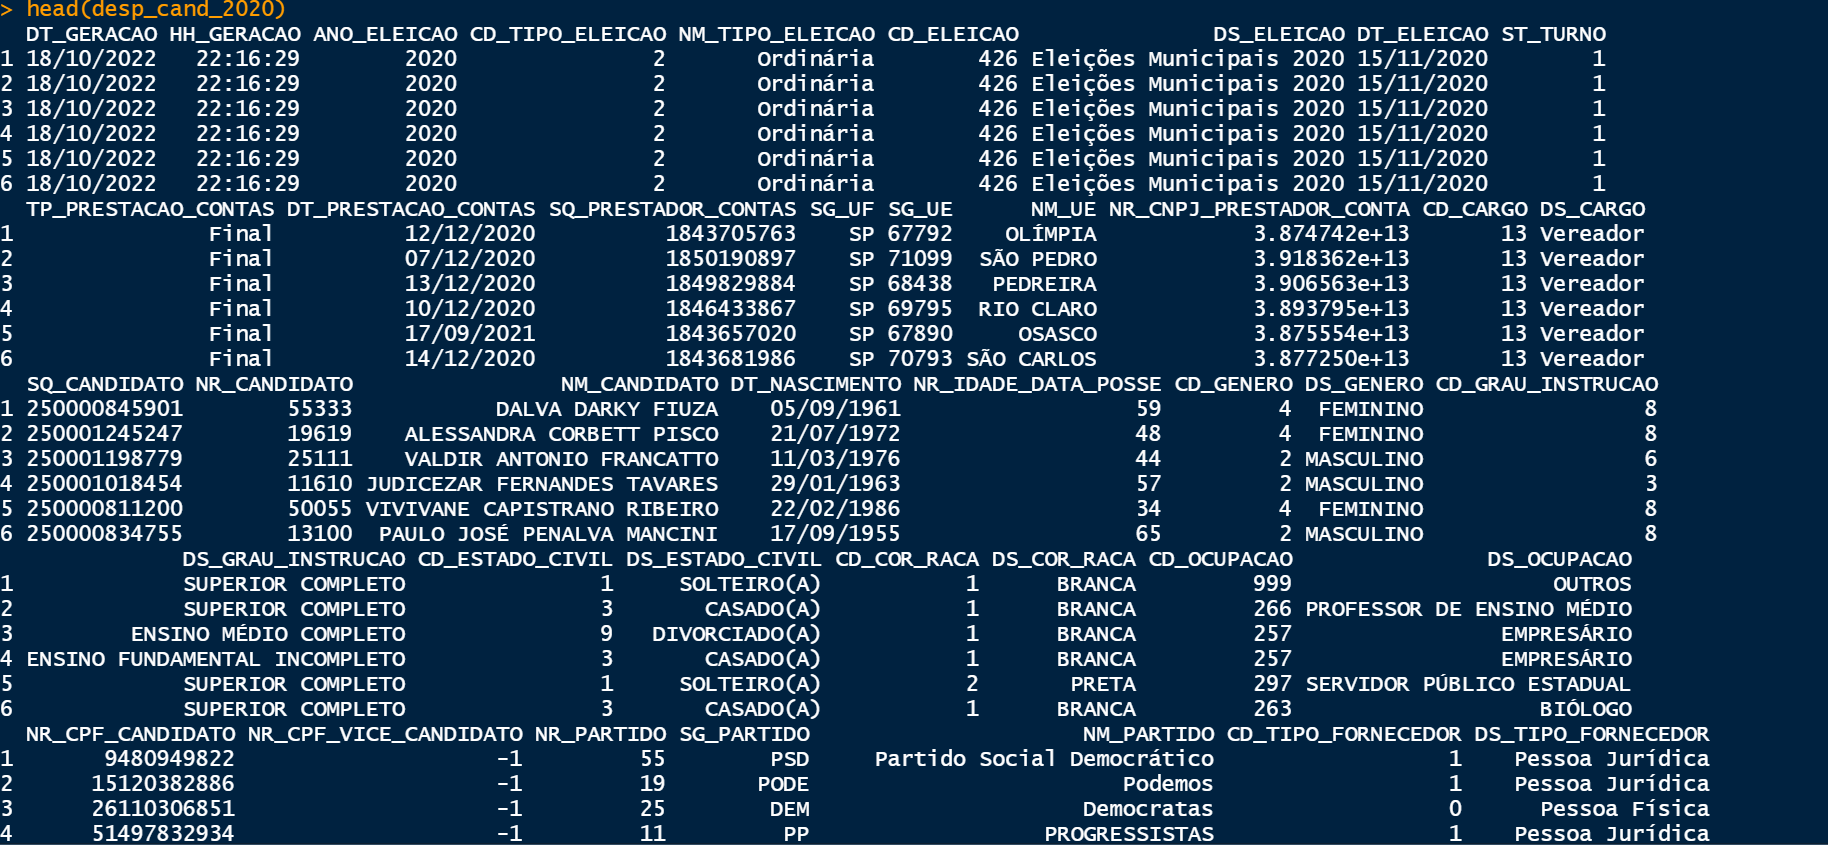 > head(desp_cand_2020)
DT_GERACAO HH_GERACAO ANO_ELEICAO CD_TIPO_ELEICAO NM_TIPO_ELEICAO CD_ELEICAO DS_ELEICAO DT_ELEICAO ST_TURNO
1 18/10/2022 22:16:29 2020 2 Ordinária 426 Eleições Municipais 2020 15/11/2020 1
2 18/10/2022 22:16:29 2020 2 Ordinária 426 Eleições Municipais 2020 15/11/2020 1
3 18/10/2022 22:16:29 2020 2 Ordinária 426 Eleições Municipais 2020 15/11/2020 1
4 18/10/2022 22:16:29 2020 2 Ordinária 426 Eleições Municipais 2020 15/11/2020 1
5 18/10/2022 22:16:29 2020 2 Ordinária 426 Eleições Municipais 2020 15/11/2020 1
6 18/10/2022 22:16:29 2020 2 Ordinária 426 Eleições Municipais 2020 15/11/2020 1
TP_PRESTACAO_CONTAS DT_PRESTACAO_CONTAS SQ_PRESTADOR_CONTAS SG_UF SG_UE NM_UE NR_CNPJ_PRESTADOR_CONTA CD_CARGO DS_CARGO
1 Final 12/12/2020 1843705763 SP 67792 OLÍMPIA 3.874742e+13 13 Vereador
2 Final 07/12/2020 1850190897 SP 71099 SÃO PEDRO 3.918362e+13 13 Vereador
3 Final 13/12/2020 1849829884 SP 68438 PEDREIRA 3.906563e+13 13 Vereador
4 Final 10/12/2020 1846433867 SP 69795 RIO CLARO 3.893795e+13 13 Vereador
5 Final 17/09/2021 1843657020 SP 67890 OSASCO 3.875554e+13 13 Vereador
6 Final 14/12/2020 1843681986 SP 70793 SÃO CARLOS 3.877250e+13 13 Vereador
SQ_CANDIDATO NR_CANDIDATO NM_CANDIDATO DT_NASCIMENTO NR_IDADE_DATA_POSSE CD_GENERO DS_GENERO CD_GRAU_INSTRUCAO
1 250000845901 55333 DALVA DARKY FIUZA 05/09/1961 59 4 FEMININO 8
2 250001245247 19619 ALESSANDRA CORBETT PISCO 21/07/1972 48 4 FEMININO 8
3 250001198779 25111 VALDIR ANTONIO FRANCATTO 11/03/1976 44 2 MASCULINO 6
4 250001018454 11610 JUDICEZAR FERNANDES TAVARES 29/01/1963 57 2 MASCULINO 3
5 250000811200 50055 VIVIVANE CAPISTRANO RIBEIRO 22/02/1986 34 4 FEMININO 8
6 250000834755 13100 PAULO JOSÉ PENALVA MANCINI 17/09/1955 65 2 MASCULINO 8
DS_GRAU_INSTRUCAO CD_ESTADO_CIVIL DS_ESTADO_CIVIL CD_COR_RACA DS_COR_RACA CD_OCUPACAO DS_OCUPACAO
1 SUPERIOR COMPLETO 1 SOLTEIRO(A) 1 BRANCA 999 OUTROS
2 SUPERIOR COMPLETO 3 CASADO(A) 1 BRANCA 266 PROFESSOR DE ENSINO MÉDIO
3 ENSINO MÉDIO COMPLETO 9 DIVORCIADO(A) 1 BRANCA 257 EMPRESÁRIO
4 ENSINO FUNDAMENTAL INCOMPLETO 3 CASADO(A) 1 BRANCA 257 EMPRESÁRIO
5 SUPERIOR COMPLETO 1 SOLTEIRO(A) 2 PRETA 297 SERVIDOR PÚBLICO ESTADUAL
6 SUPERIOR COMPLETO 3 CASADO(A) 1 BRANCA 263 BIÓLOGO
NR_CPF_CANDIDATO NR_CPF_VICE_CANDIDATO NR_PARTIDO SG_PARTIDO NM_PARTIDO CD_TIPO_FORNECEDOR DS_TIPO_FORNECEDOR
1 9480949822 -1 55 PSD Partido Social Democrático 1 Pessoa Jurídica
2 15120382886 -1 19 PODE Podemos 1 Pessoa Jurídica
3 26110306851 -1 25 DEM Democratas 0 Pessoa Física
4 51497832934 -1 11 PP PROGRESSISTAS 1 Pessoa Jurídica